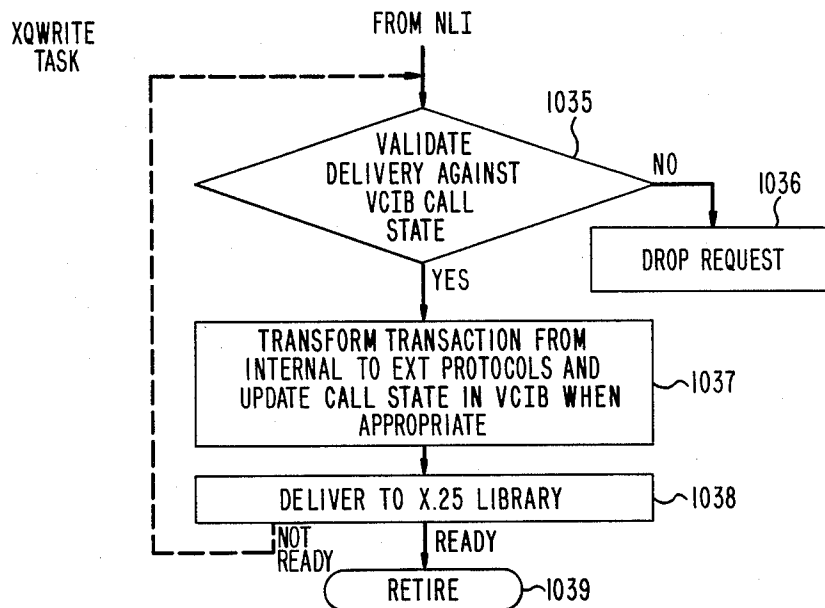 XQWRITE
TASK
FROM NLI
1035
VALIDATE
DELIVERY AGAINST
VCIB CALL
STATE
NO
1036
DROP REQUEST
YES
TRANSFORM TRANSACTION FROM
INTERNAL TO EXT PROTOCOLS AND
UPDATE CALL STATE IN VCIB WHEN
APPROPRIATE
1037
DELIVER TO X.25 LIBRARY
1038
NOT
READY
READY
RETIRE
1039